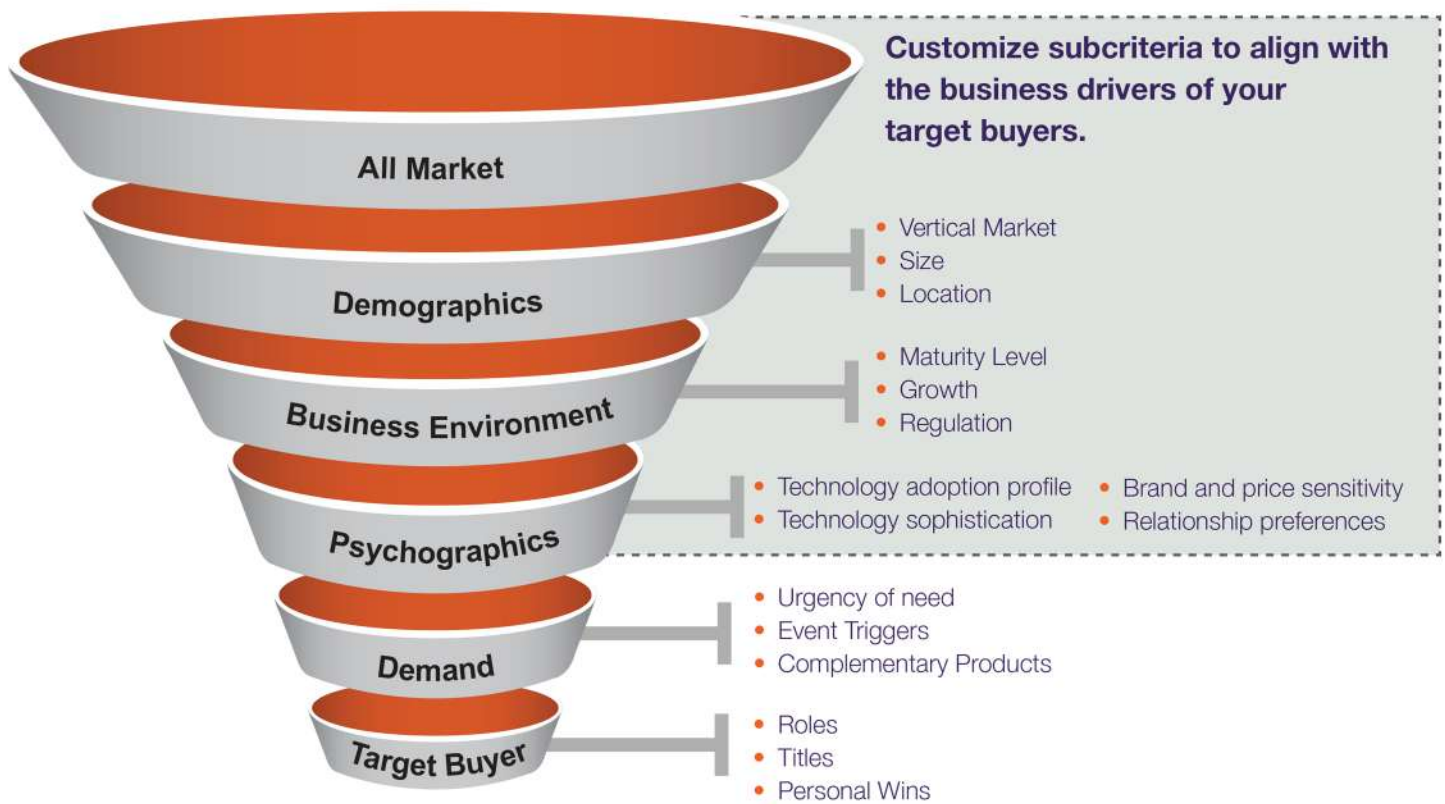 Customize subcriteria to align with
the business drivers of your
target buyers.
All Market
Demographics
• Vertical Market
• Size
• Location
Business Environment
• Maturity Level
• Growth
• Regulation
Psychographics
• Technology adoption profile
• Technology sophistication
• Brand and price sensitivity
• Relationship preferences
Demand
• Urgency of need
• Event Triggers
• Complementary Products
Target Buyer
• Roles
• Titles
• Personal Wins